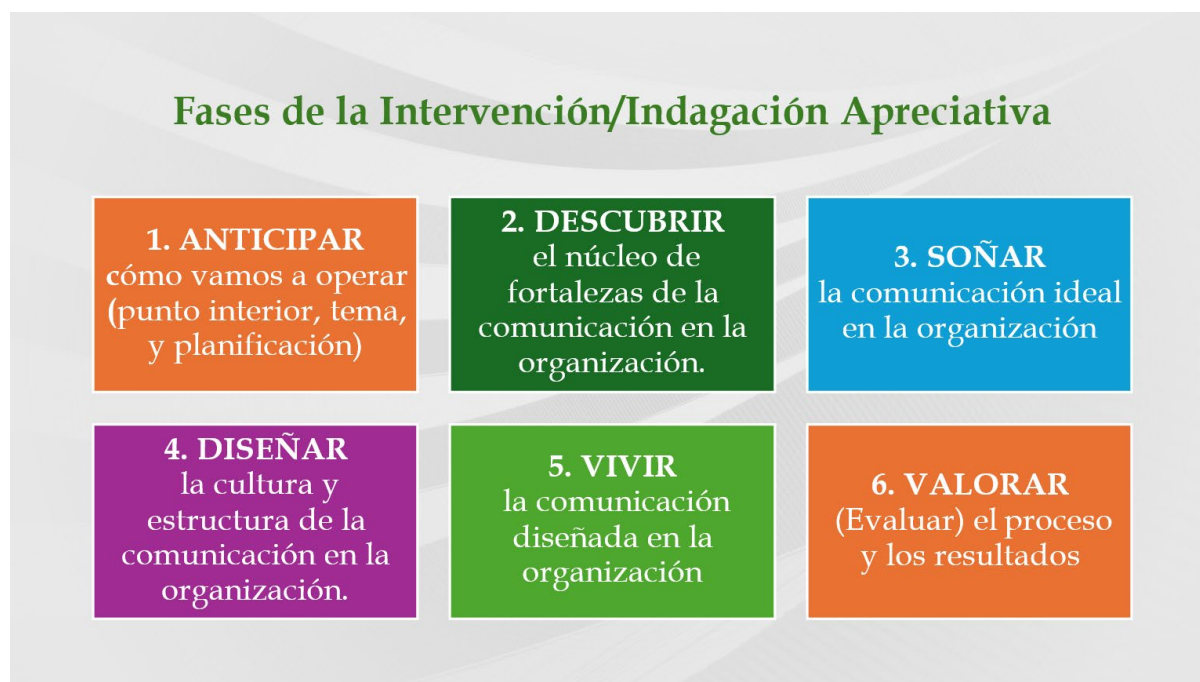 Fases de la Intervención/Indagación Apreciativa
1. ANTICIPAR
cómo vamos a operar
(punto interior, tema,
y planificación)
2. DESCUBRIR
el núcleo de
fortalezas de la
comunicación en la
organización.
3. SOÑAR
la comunicación ideal
en la organización
4. DISEÑAR
la cultura y
estructura de la
comunicación en la
organización.
5. VIVIR
la comunicación
diseñada en la
organización
6. VALORAR
(Evaluar) el proceso
y los resultados